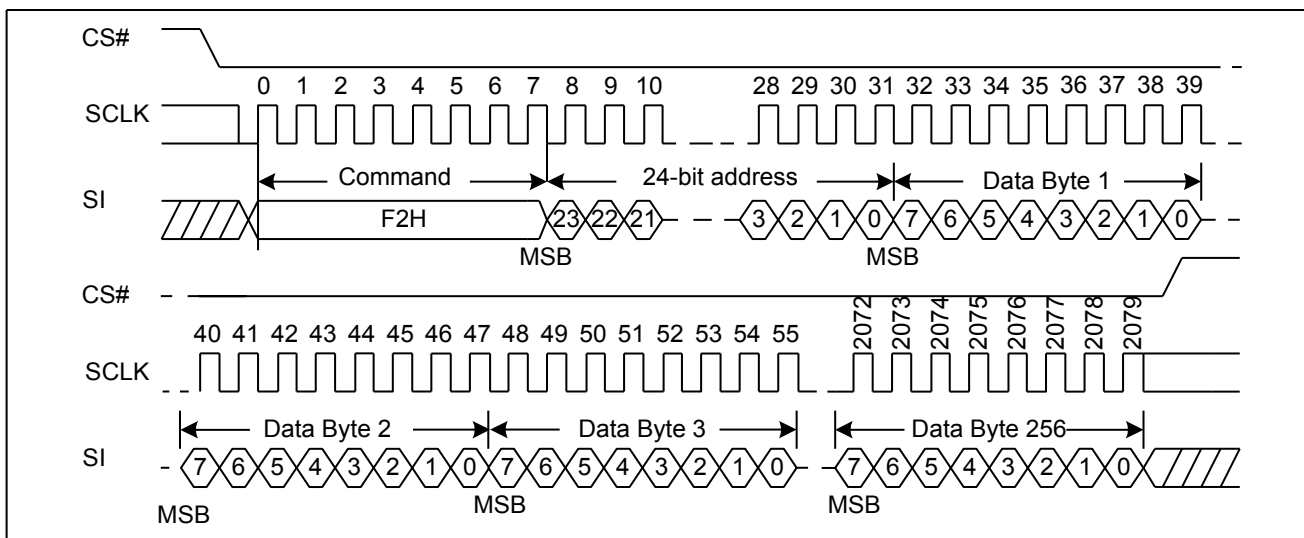 CS#
0 1 2 3 4 5 6 7 8 9 10 28 29 30 31 32 33 34 35 36 37 38 39
SCLK
Command 24-bit address Data Byte 1
SI
F2H 23 22 21 3 2 1 0 7 6 5 4 3 2 1 0
MSB MSB
CS#
40 41 42 43 44 45 46 47 48 49 50 51 52 53 54 55 2072 2073 2074 2075 2076 2077 2078 2079
SCLK
Data Byte 2 Data Byte 3 Data Byte 256
SI
7 6 5 4 3 2 1 0 7 6 5 4 3 2 1 0 7 6 5 4 3 2 1 0
MSB MSB MSB